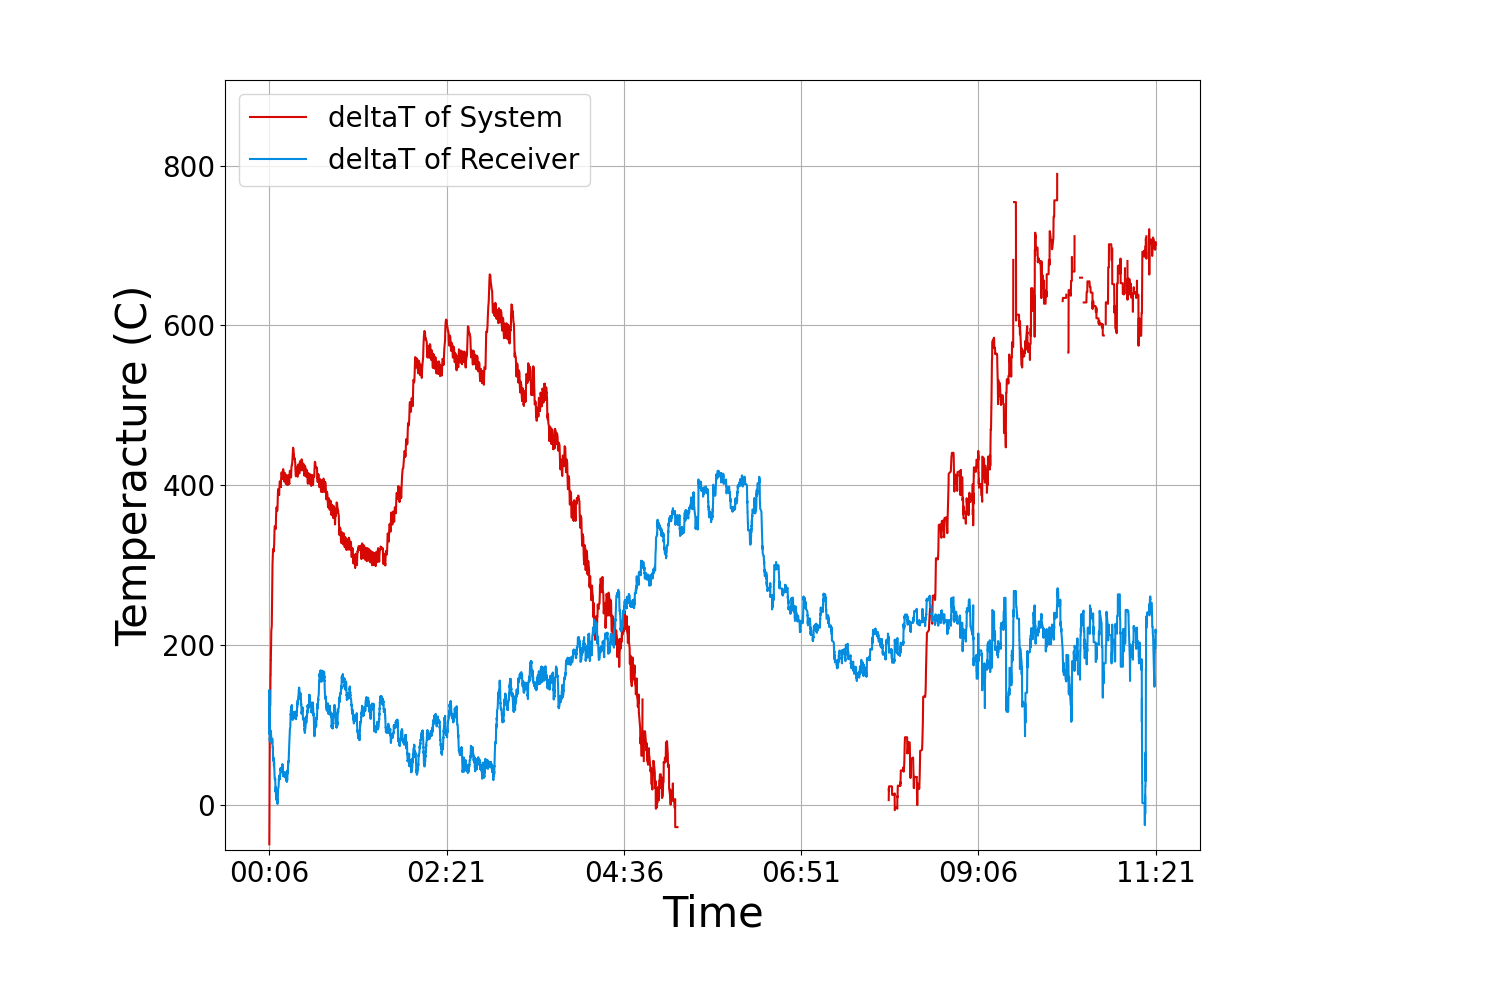 deltaT of System
deltaT of Receiver
800
600
400
200
0
Temperacture (C)
00:06 02:21 04:36 06:51 09:06 11:21
Time